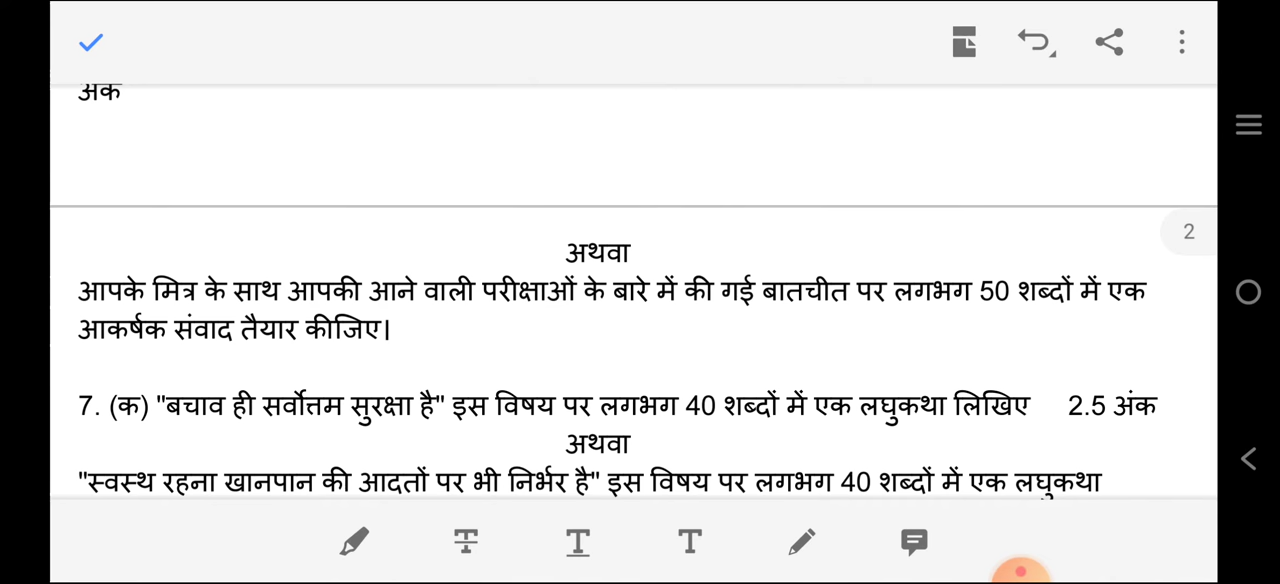 अंक
2
अथवा
आपके मित्र के साथ आपकी आने वाली परीक्षाओं के बारे में की गई बातचीत पर लगभग 50 शब्दों में एक
आकर्षक संवाद तैयार कीजिए।
7. (क) "बचाव ही सर्वोत्तम सुरक्षा है" इस विषय पर लगभग 40 शब्दों में एक लघुकथा लिखिए 2.5 अंक
अथवा
"स्वस्थ रहना खानपान की आदतों पर भी निर्भर है" इस विषय पर लगभग 40 शब्दों में एक लघुकथा